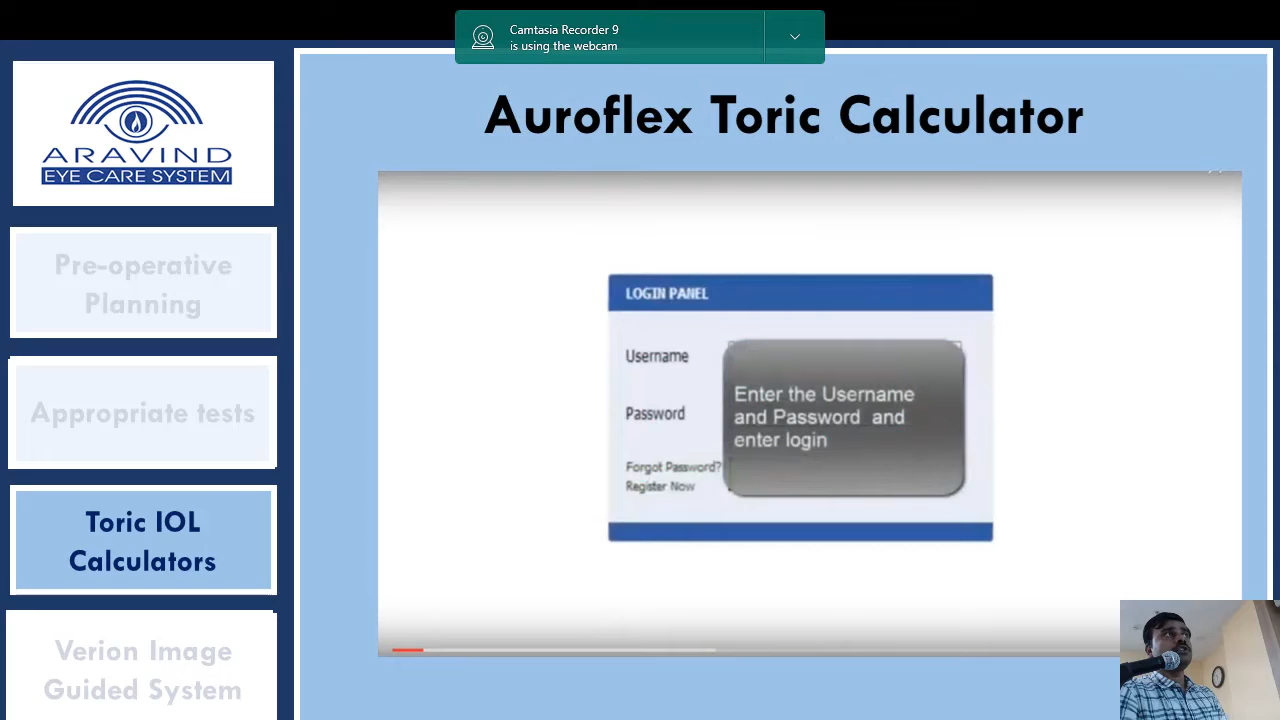 Camtasia Recorder 9
is using the webcam
ARAVIND
EYE CARE SYSTEM
Auroflex Toric Calculator
Pre-operative
Planning
Appropriate tests
Toric IOL
Calculators
Verion Image
Guided System
LOGIN PANEL
Username
Password
Forgot Password?
Register Now
Enter the Username
and Password and
enter login